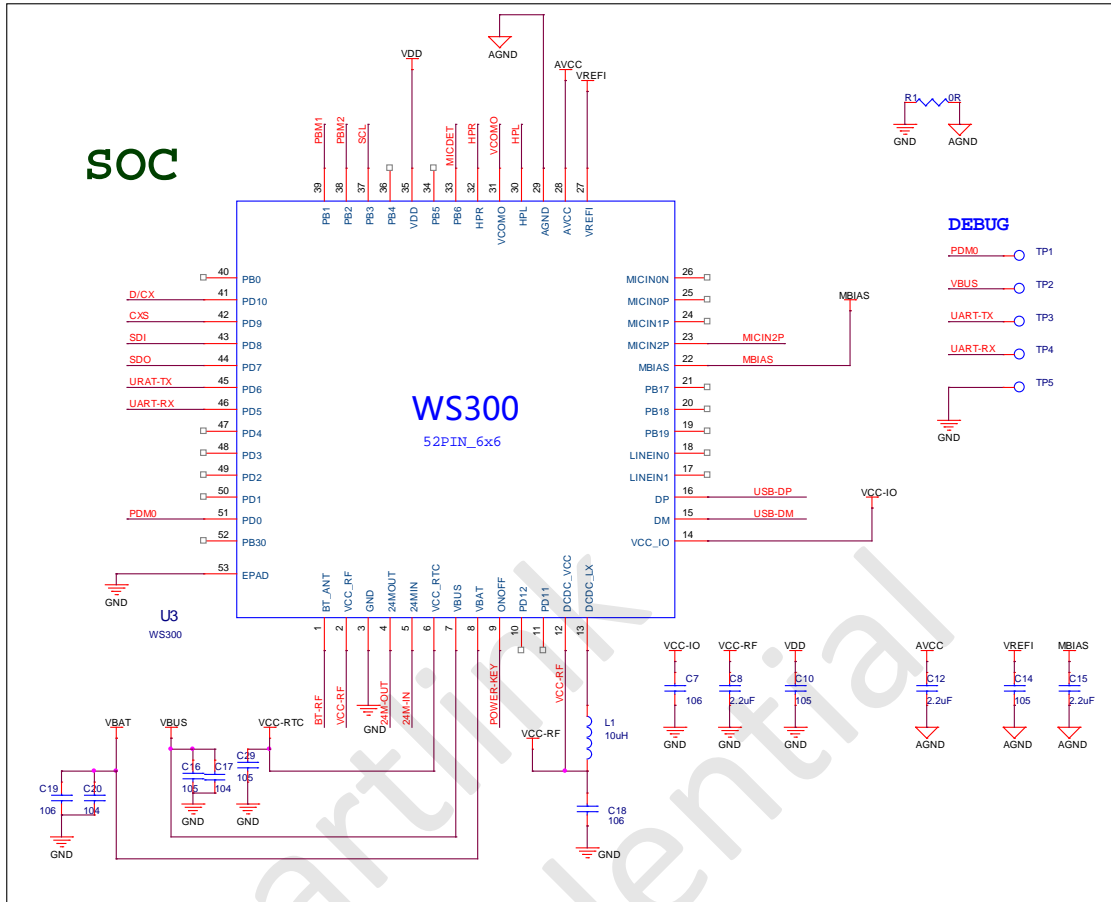 SOC
AGND
VDD
AVCC
VREFI
PBM1
PBM2
SCL
MICDET
HPR
VCOMO
HPL
39
38
37
36
35
34
33
32
31
30
29
28
27
PB1
PB2
PB3
PB4
VDD
PB5
PB6
HPR
VCOMO
HPL
AGND
AVCC
VREFI
R1 0R
GND
AGND
DEBUG
PDM0 TP1
VBUS TP2
UART-TX TP3
UART-RX TP4
TP5
GND
40 PB0
D/CX 41 PD10
CXS 42 PD9
SDI 43 PD8
SDO 44 PD7
URAT-TX 45 PD6
UART-RX 46 PD5
47 PD4
48 PD3
49 PD2
50 PD1
PDM0 51 PD0
52 PB30
53 EPAD
GND
U3
WS300
WS300
52PIN_6x6
MICIN0N 26
MICIN0P 25
MICIN1P 24
MICIN2P 23 MICIN2P
MBIAS 22 MBIAS
MBIAS
PB17 21
PB18 20
PB19 19
LINEIN0 18
LINEIN1 17
DP 16 USB-DP
DM 15 USB-DM
VCC_IO 14
VCC-IO
BT_ANT
VCC_RF
GND
24MOUT
24MIN
VCC_RTC
VBUS
VBAT
ONOFF
PD12
PD11
DCDC_VCC
DCDC_LX
1
2
3
4
5
6
7
8
9
10
11
12
13
BT-RF
VCC-RF
GND
24M-OUT
24M-IN
POWER-KEY
VCC-RF
VBAT
VBUS
VCC-RTC
C19
106
C20
104
GND
C16
105
C17
104
GND
C29
105
GND
VCC-RF
L1
10uH
C18
106
GND
VCC-IO
C7
106
GND
VCC-RF
C8
2.2uF
GND
VDD
C10
105
GND
AVCC
C12
2.2uF
AGND
VREFI
C14
105
AGND
MBIAS
C15
2.2uF
AGND
artlink
dential